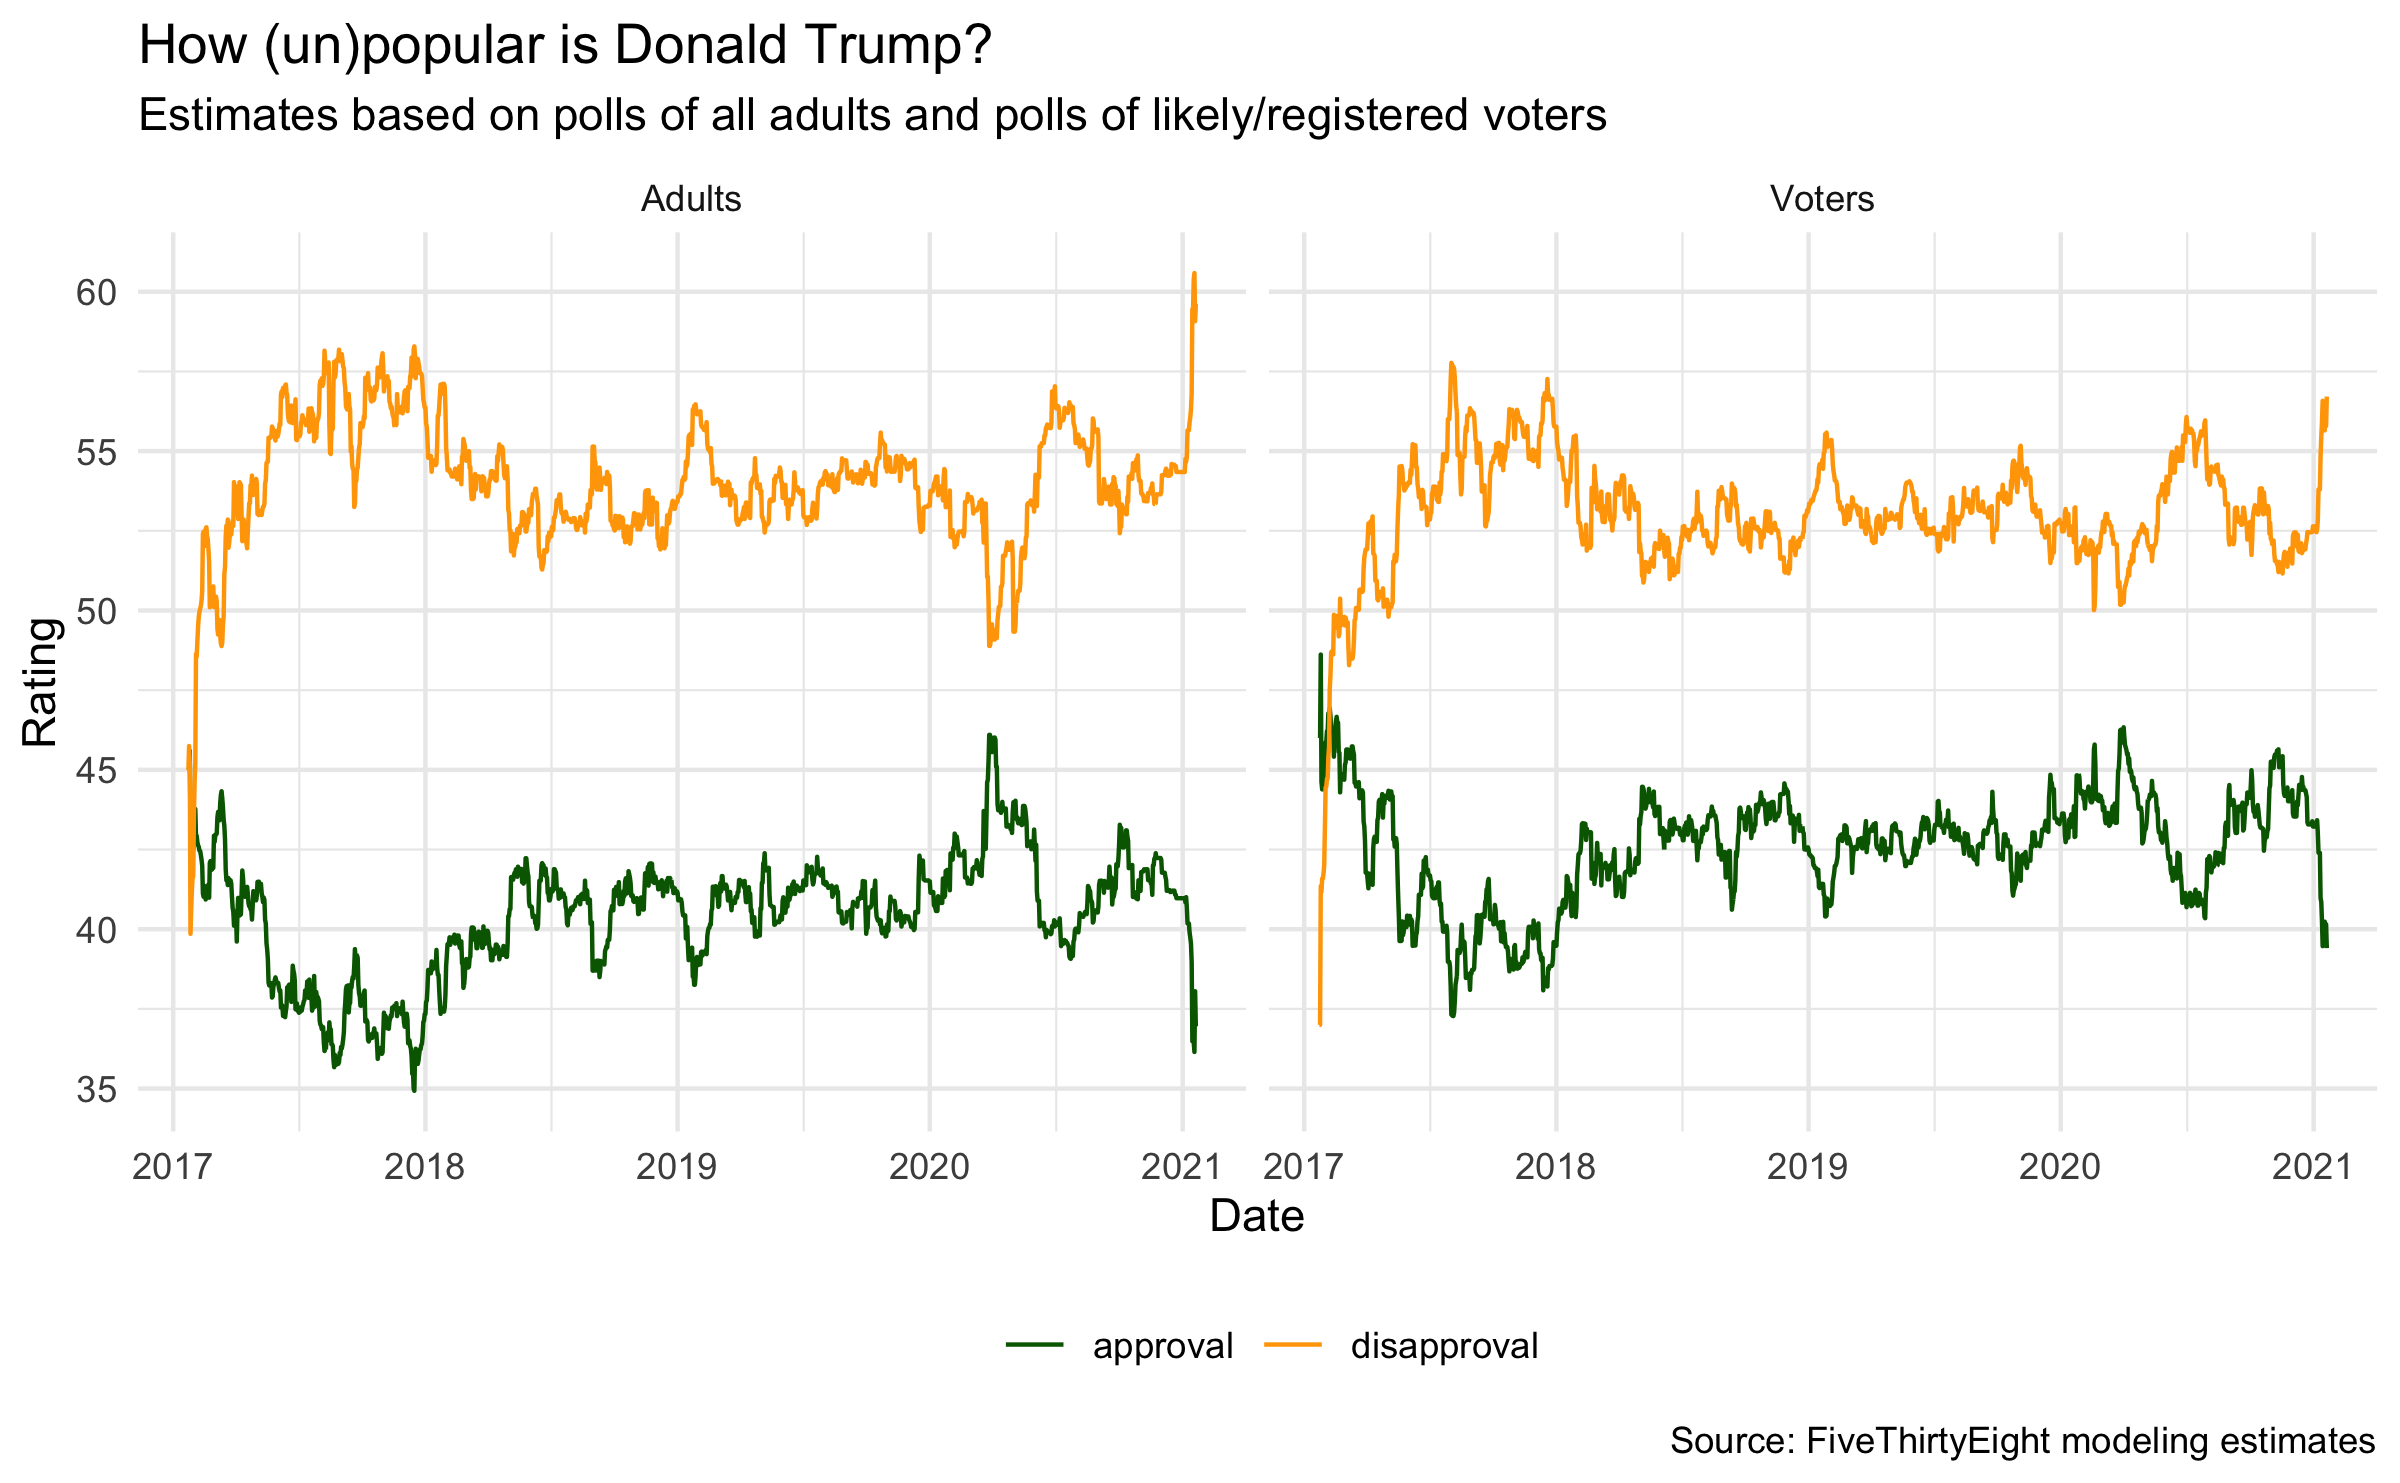 How (un)popular is Donald Trump?
Estimates based on polls of all adults and polls of likely/registered voters
Adults
Voters
60
55
50
45
40
35
Rating
2017 2018 2019 2020 2021
2017 2018 2019 2020 2021
Date
approval disapproval
Source: FiveThirtyEight modeling estimates